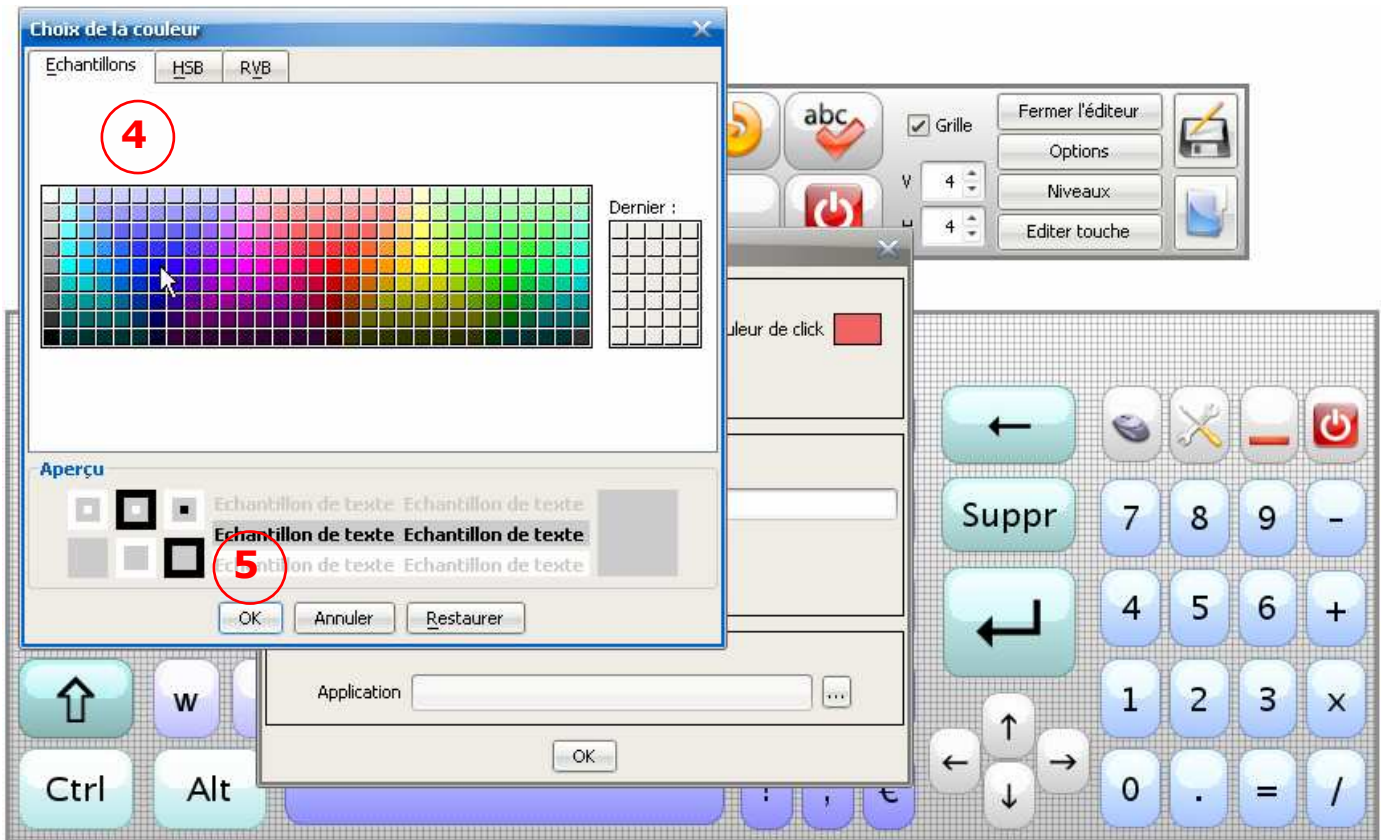 Choix de la couleur
Echantillons HSB RVB
4
Dernier :
Aperçu
Echantillon de texte Echantillon de texte
Echantillon de texte Echantillon de texte
Echantillon de texte Echantillon de texte
5
OK Annuler Restaurer
abc
Grille
V 4
H 4
Fermer l'éditeur
Options
Niveaux
Editer touche
uleur de click
Application ...
OK
←
Suppr 7 8 9 -
4 5 6 +
W
1 2 3 x
↑
← →
↓
Ctrl Alt , €
0 . = /